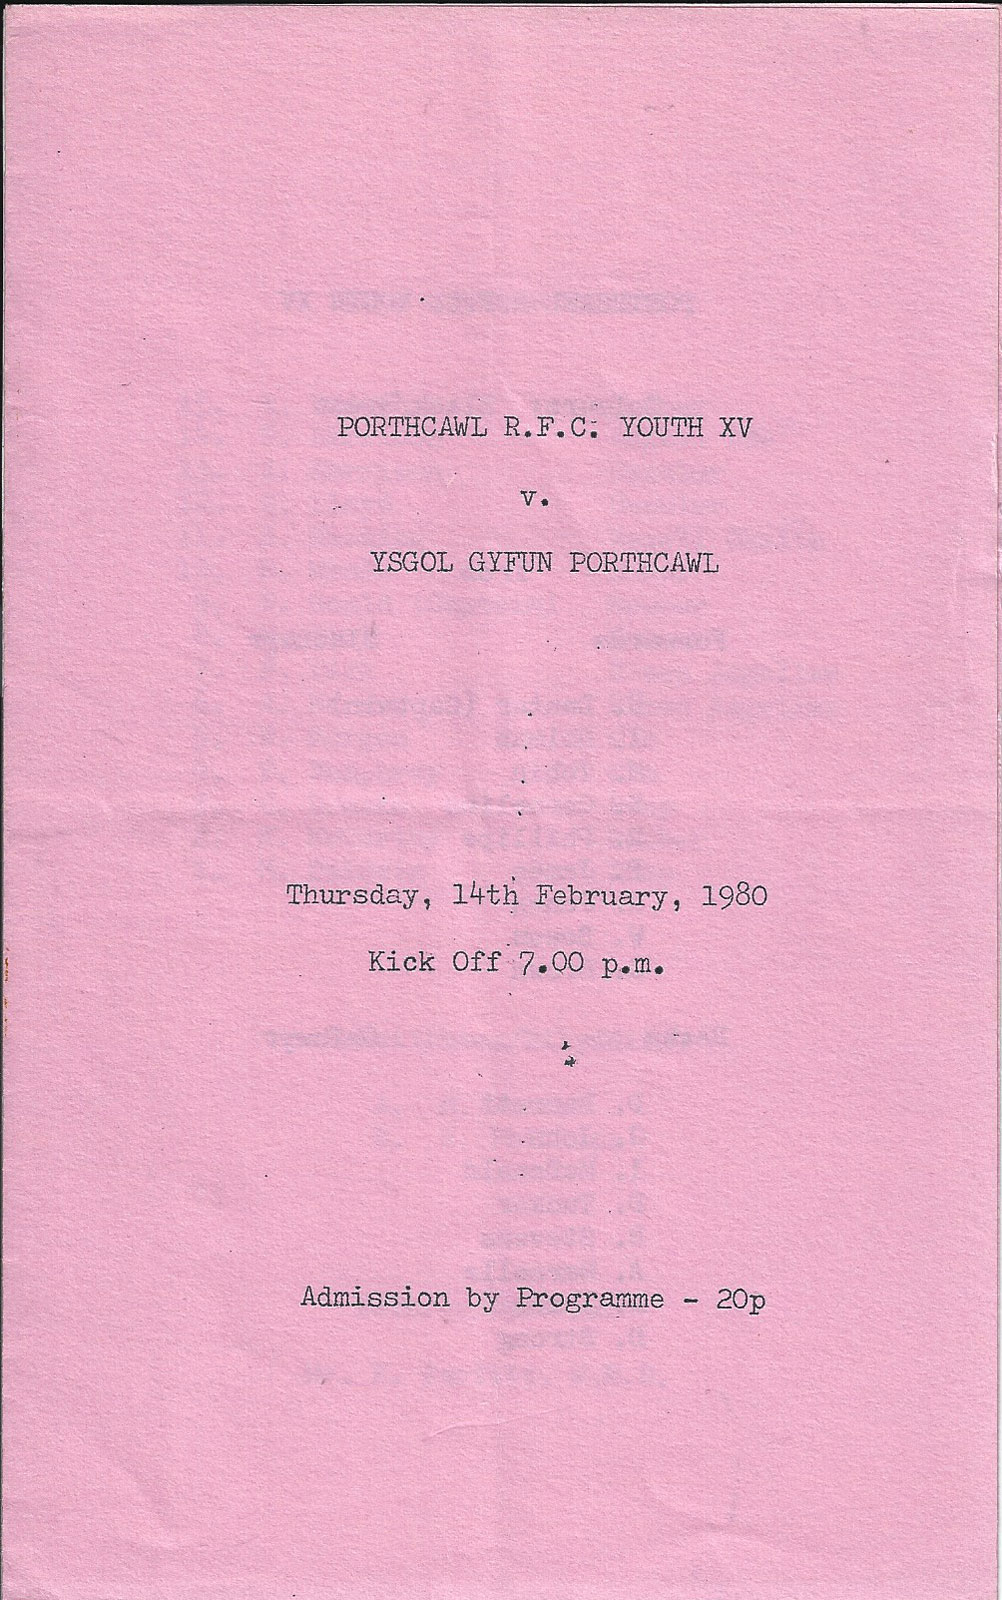 PORTHCAWL R.F.C. YOUTH XV
v.
YSGOL GYFUN PORTHCAWL
Thursday, 14th February, 1980
Kick Off 7.00 p.m.
Admission by Programme - 20p